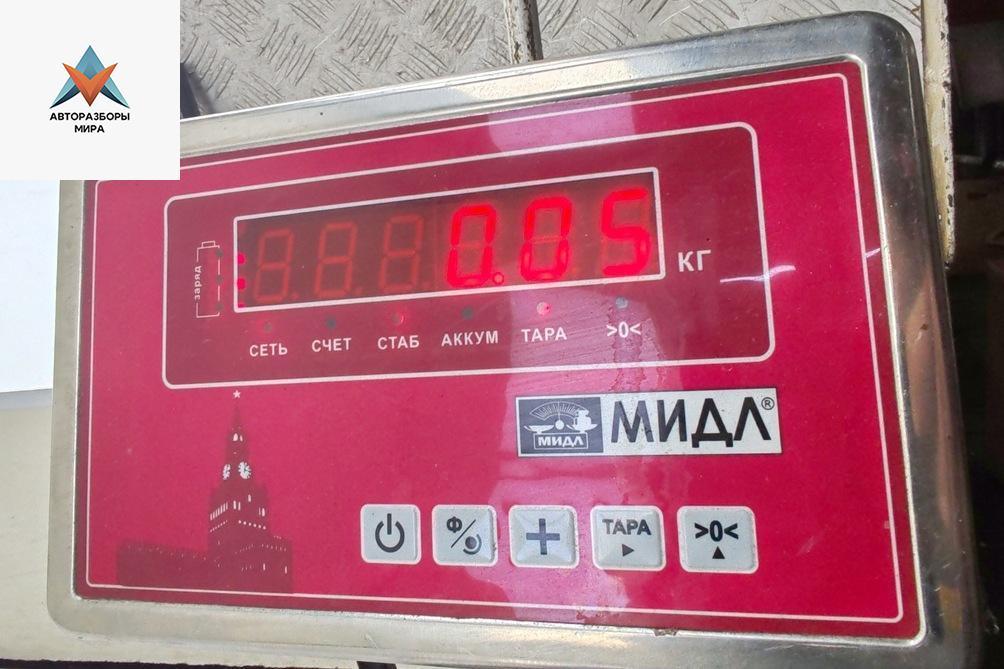 АВТОРАЗБОРЫ
МИРА
0.05
КГ
заряд
СЕТЬ СЧЕТ СТАБ АККУМ ТАРА >0<
МИДЛ МИДЛ®
Ф/ + ТАРА >0<